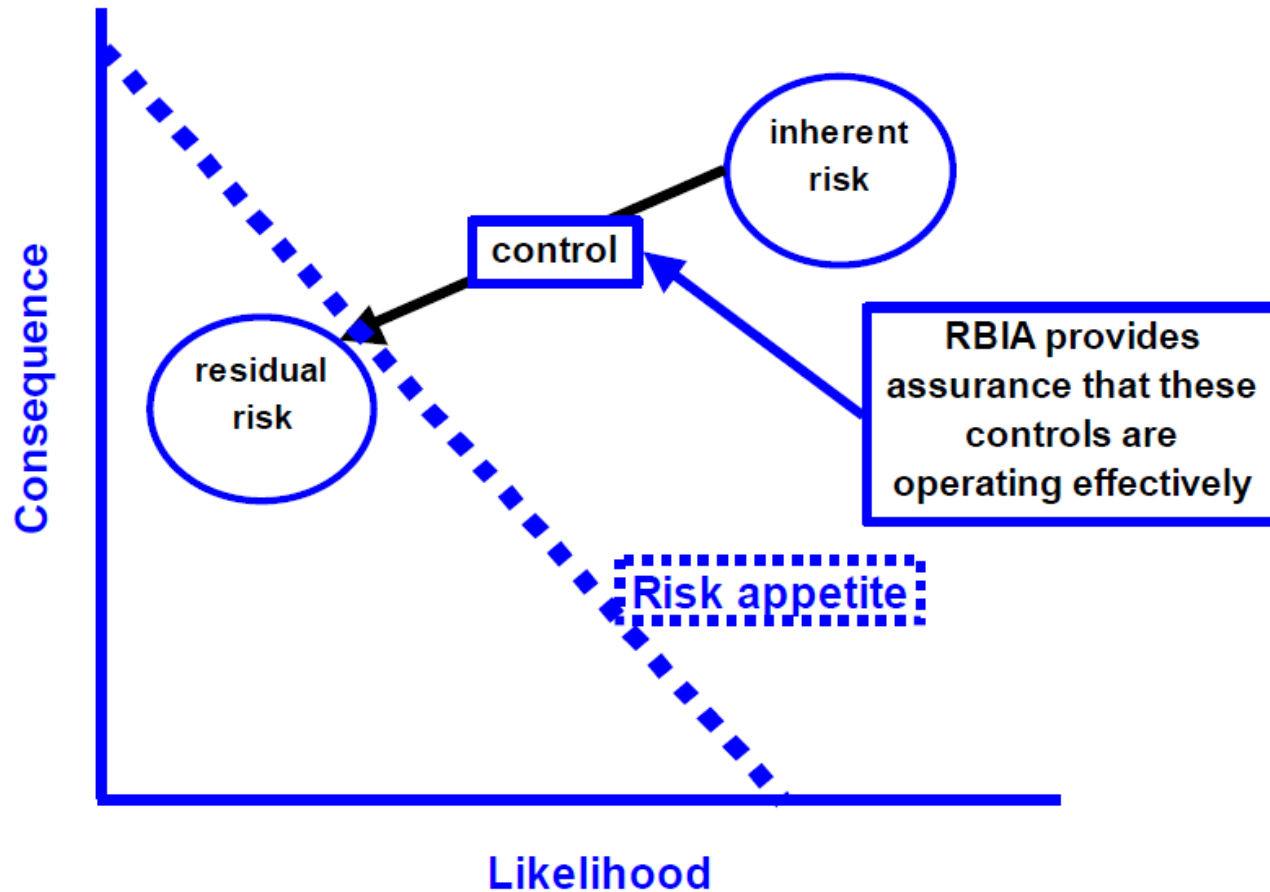 inherent
risk
control
Consequence
residual
risk
RBIA provides
assurance that these
controls are
operating effectively
Risk appetite
Likelihood